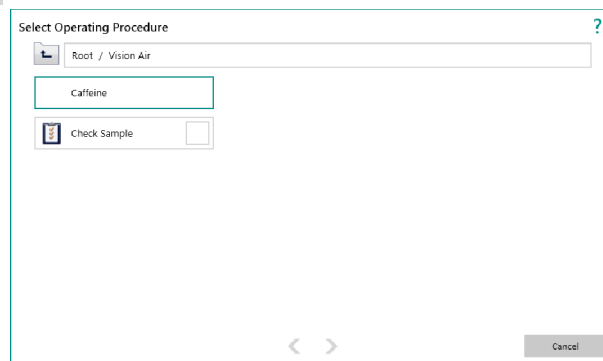 Select Operating Procedure
?
Root / Vision Air
Caffeine
Check Sample
Cancel